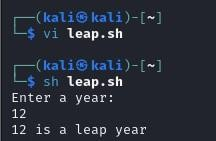 ┌──(kali㉿kali)-[~]
└─$ vi leap.sh
┌──(kali㉿kali)-[~]
└─$ sh leap.sh
Enter a year:
12
12 is a leap year